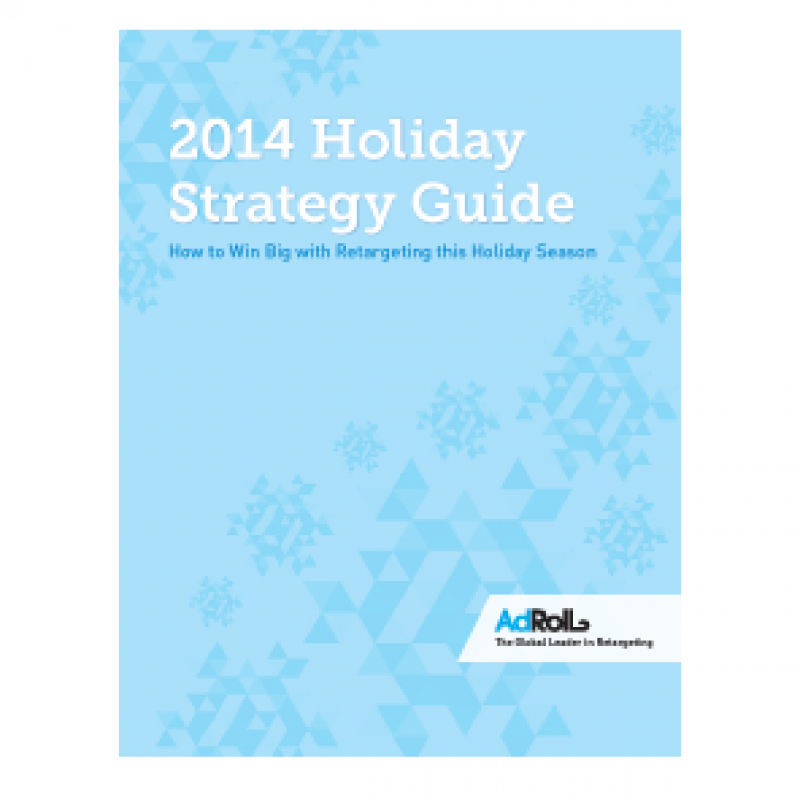 2014 Holiday
Strategy Guide
How to Win Big with Retargeting this Holiday Season
AdRoll
The Global Leader in Retargeting